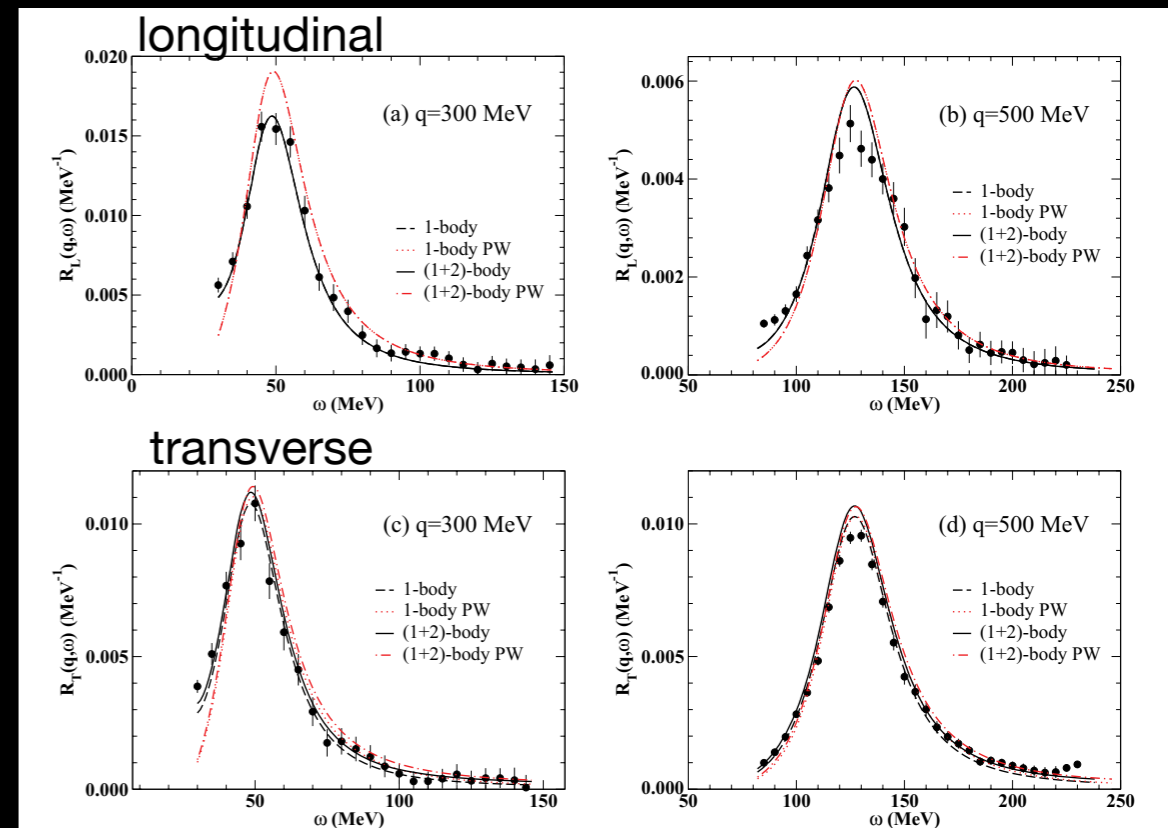 longitudinal
0.020
0.015
0.010
0.005
0.000
R_L(q,ω) (MeV^-1)
(a) q=300 MeV
1-body
1-body PW
(1+2)-body
(1+2)-body PW
0 50 100 150
ω (MeV)
0.006
0.004
0.002
0.000
R_L(q,ω) (MeV^-1)
(b) q=500 MeV
1-body
1-body PW
(1+2)-body
(1+2)-body PW
50 100 150 200 250
ω (MeV)
transverse
0.010
0.005
0.000
R_T(q,ω) (MeV^-1)
(c) q=300 MeV
1-body
1-body PW
(1+2)-body
(1+2)-body PW
50 100 150
ω (MeV)
0.010
0.005
0.000
R_T(q,ω) (MeV^-1)
(d) q=500 MeV
1-body
1-body PW
(1+2)-body
(1+2)-body PW
50 100 150 200 250
ω (MeV)